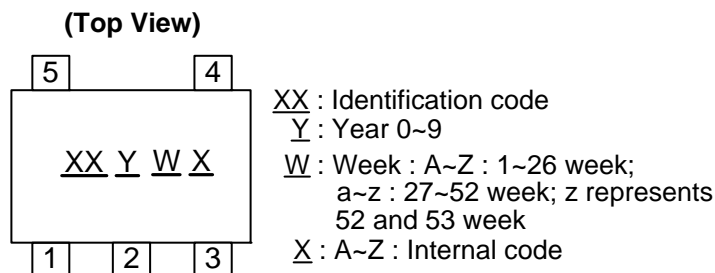 (Top View)
5 4
XX Y W X
1 2 3
XX : Identification code
Y : Year 0~9
W : Week : A~Z : 1~26 week;
a~z : 27~52 week; z represents
52 and 53 week
X : A~Z : Internal code